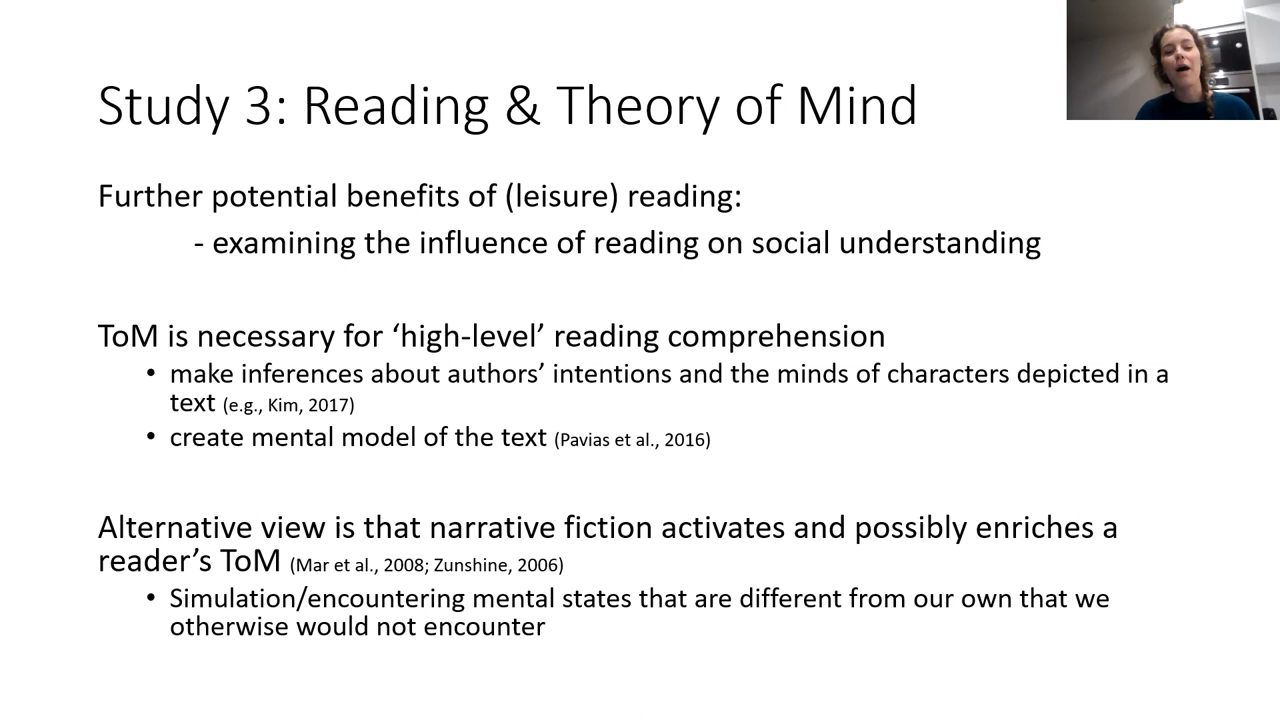 Study 3: Reading & Theory of Mind
Further potential benefits of (leisure) reading:
- examining the influence of reading on social understanding
ToM is necessary for ‘high-level’ reading comprehension
• make inferences about authors’ intentions and the minds of characters depicted in a
text (e.g., Kim, 2017)
• create mental model of the text (Pavias et al., 2016)
Alternative view is that narrative fiction activates and possibly enriches a
reader’s ToM (Mar et al., 2008; Zunshine, 2006)
• Simulation/encountering mental states that are different from our own that we
otherwise would not encounter